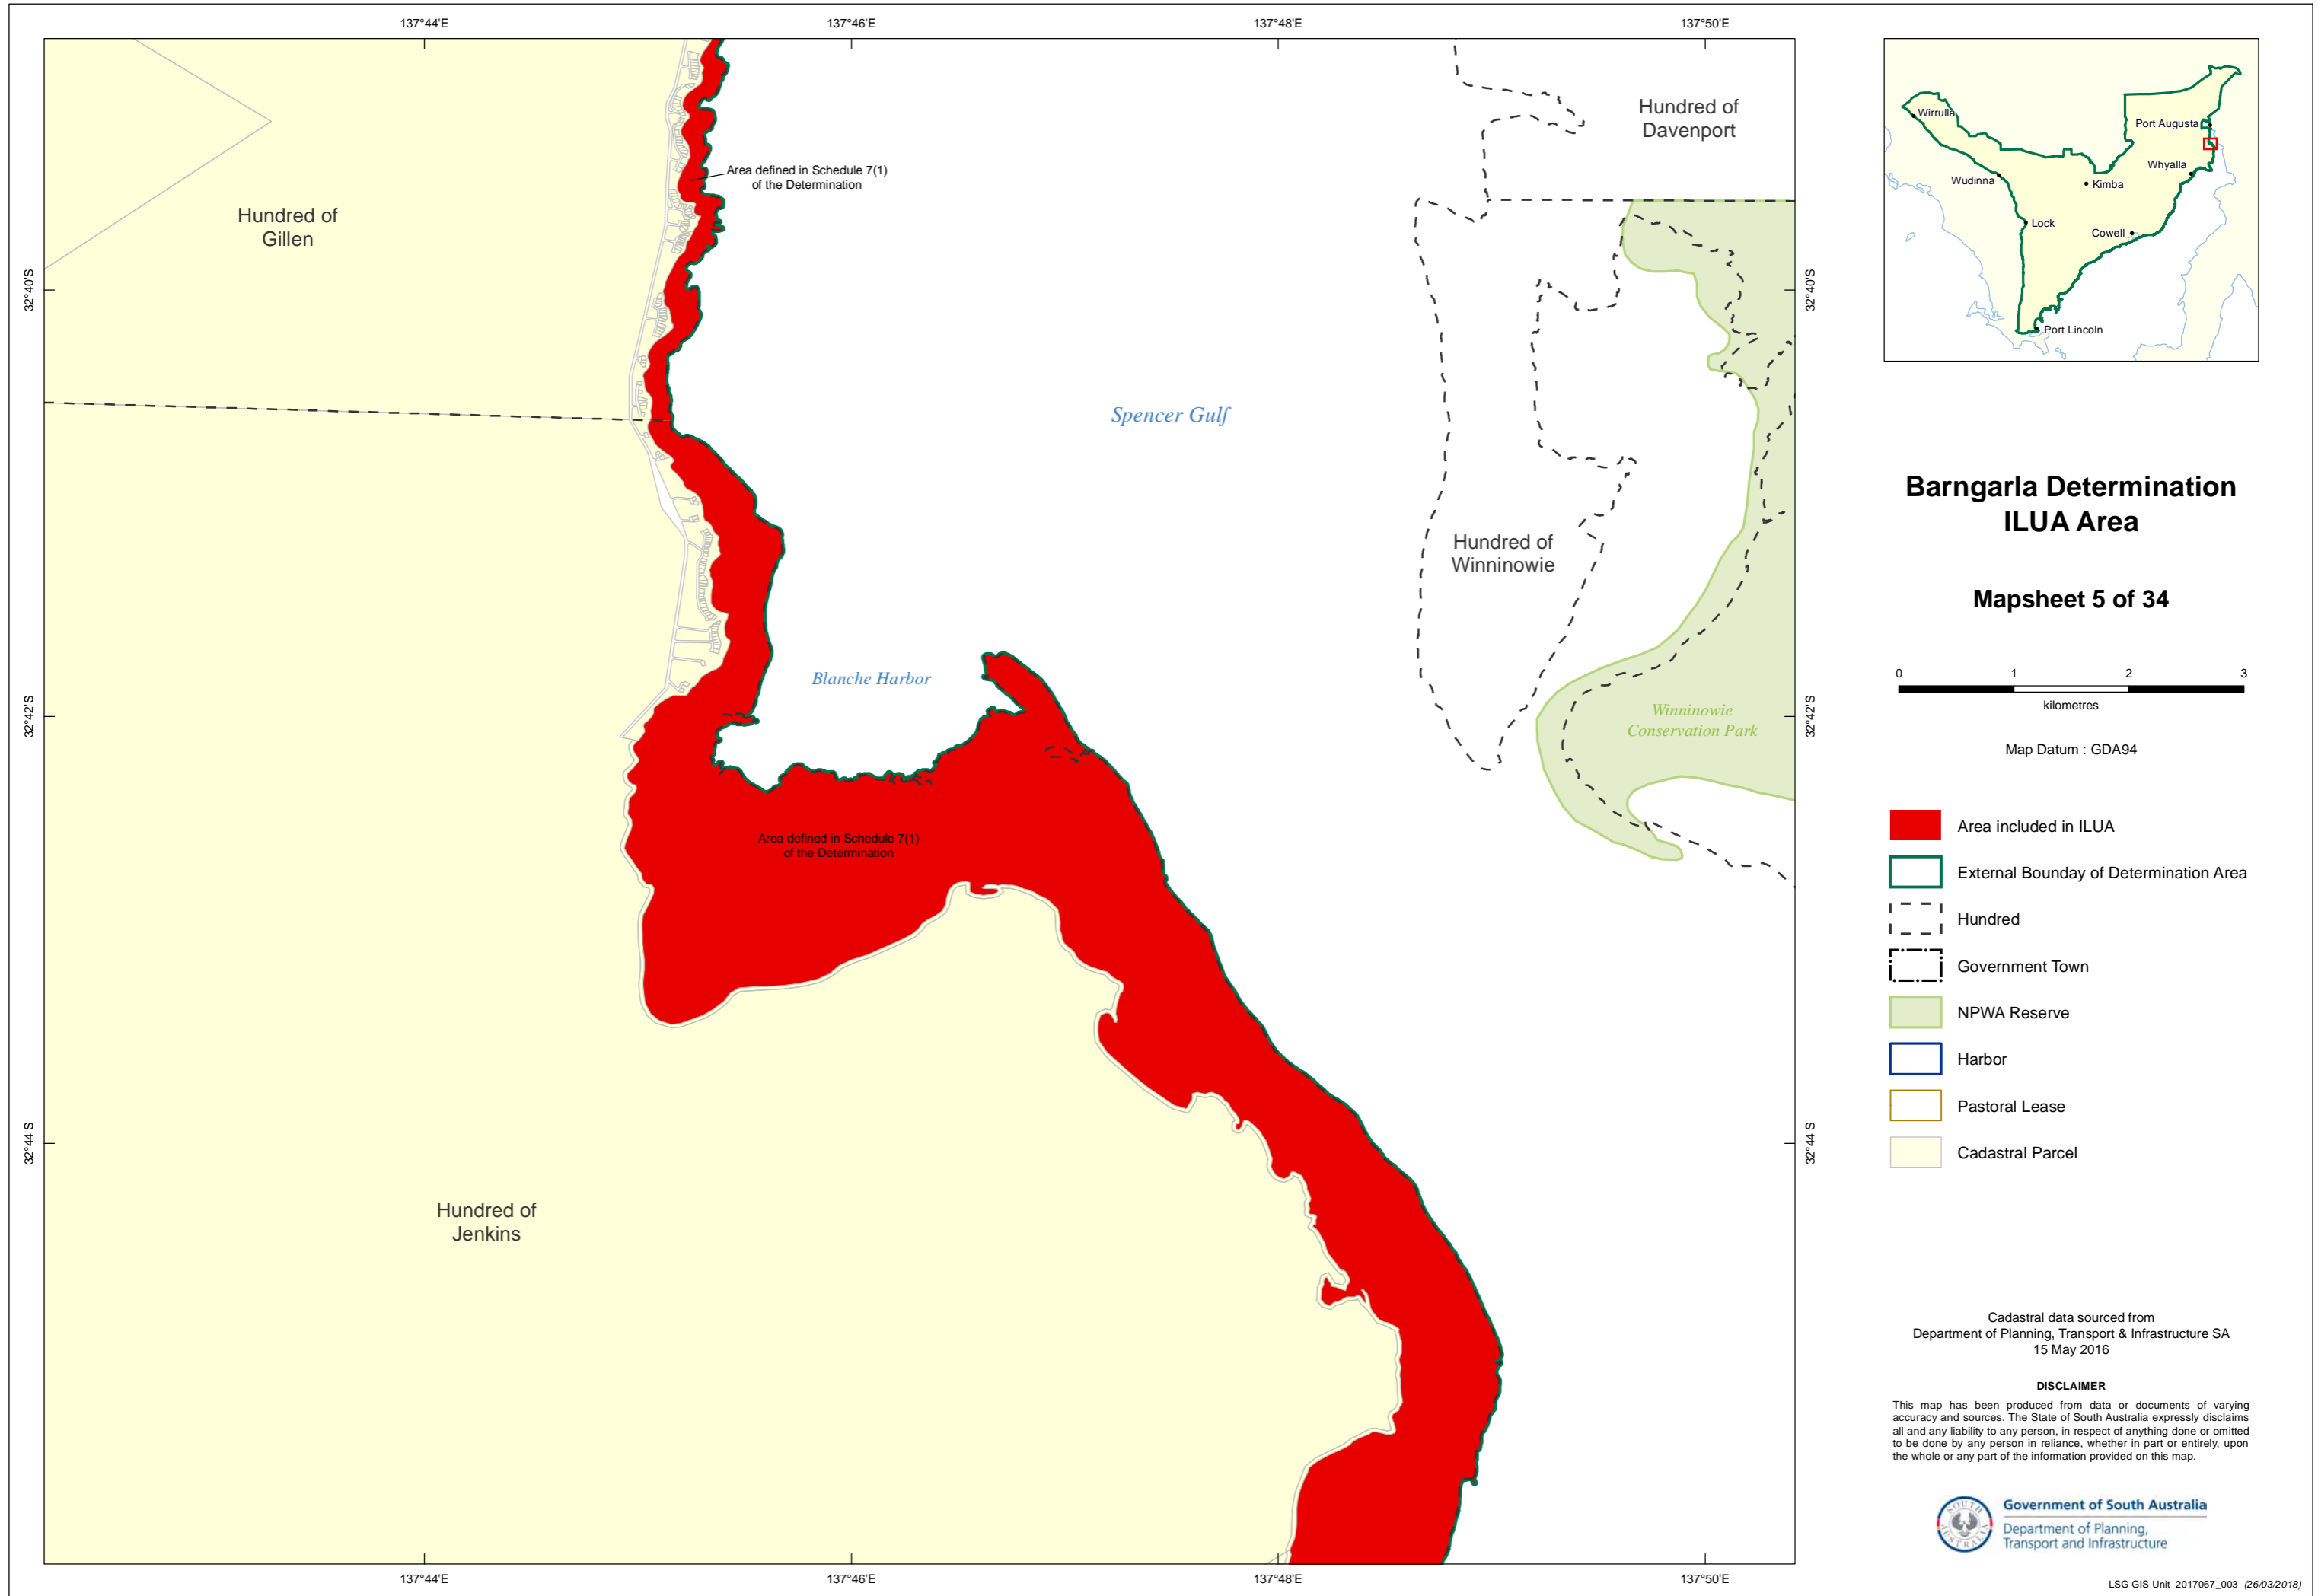 137°44'E
137°46'E
137°48'E
137°50'E
Hundred of
Davenport
Area defined in Schedule 7(1)
of the Determination
Hundred of
Gillen
32°40'S
32°40'S
Spencer Gulf
Hundred of
Winninowie
Blanche Harbor
Winninowie
Conservation Park
32°42'S
32°42'S
Area defined in Schedule 7(1)
of the Determination
32°44'S
32°44'S
Hundred of
Jenkins
137°44'E
137°46'E
137°48'E
137°50'E
Wirrulla
Port Augusta
Whyalla
Wudinna
Kimba
Lock
Cowell
Port Lincoln
Barngarla Determination
ILUA Area
Mapsheet 5 of 34
0 1 2 3
kilometres
Map Datum : GDA94
Area included in ILUA
External Bounday of Determination Area
Hundred
Government Town
NPWA Reserve
Harbor
Pastoral Lease
Cadastral Parcel
Cadastral data sourced from
Department of Planning, Transport & Infrastructure SA
15 May 2016
DISCLAIMER
This map has been produced from data or documents of varying
accuracy and sources. The State of South Australia expressly disclaims
all and any liability to any person, in respect of anything done or omitted
to be done by any person in reliance, whether in part or entirely, upon
the whole or any part of the information provided on this map.
SOUTH
AUSTRALIA
Government of South Australia
Department of Planning,
Transport and Infrastructure
LSG GIS Unit 2017067_003 (26/03/2018)